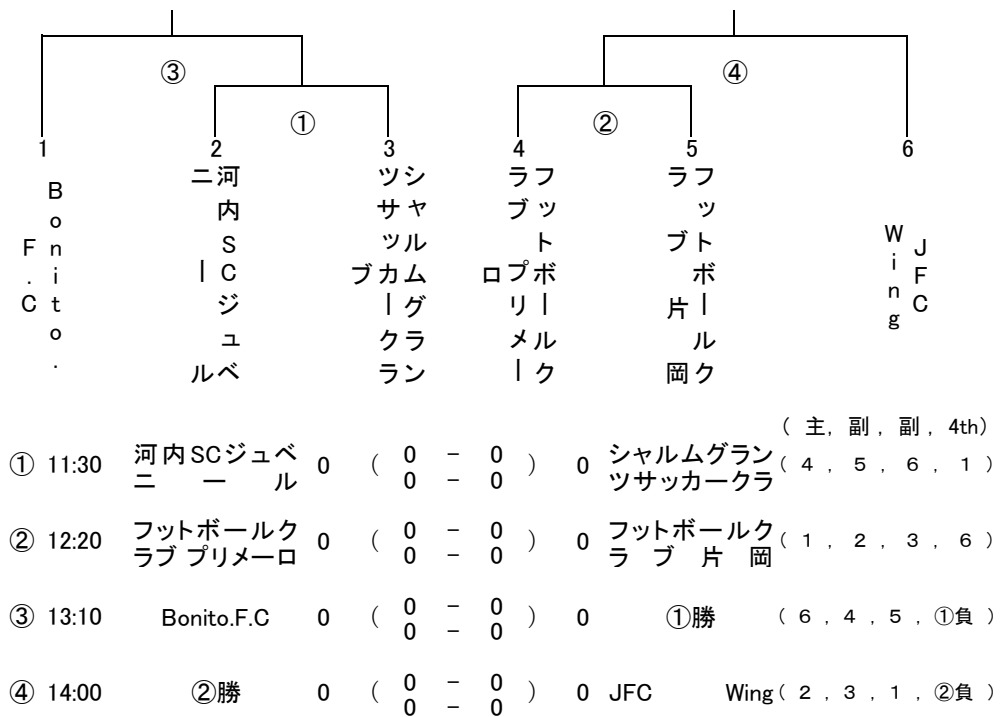 ③ ④
① ②
1 2 3 4 5 6
Bonito.
F.C
河内SCジュベ
ニール
シャルムグラン
ツサッカークラ
ブ
フットボールク
ラブ プリメー
ロ
フットボールク
ラブ 片岡
JFC
Wing
( 主, 副, 副, 4th)
① 11:30 河内SCジュベニール 0 ( 0 - 0 0 - 0 ) 0 シャルムグランツサッカークラ ( 4 , 5 , 6 , 1 )
② 12:20 フットボールクラブ プリメーロ 0 ( 0 - 0 0 - 0 ) 0 フットボールクラブ 片岡 ( 1 , 2 , 3 , 6 )
③ 13:10 Bonito.F.C 0 ( 0 - 0 0 - 0 ) 0 ①勝 ( 6 , 4 , 5 , ①負 )
④ 14:00 ②勝 0 ( 0 - 0 0 - 0 ) 0 JFC Wing ( 2 , 3 , 1 , ②負 )